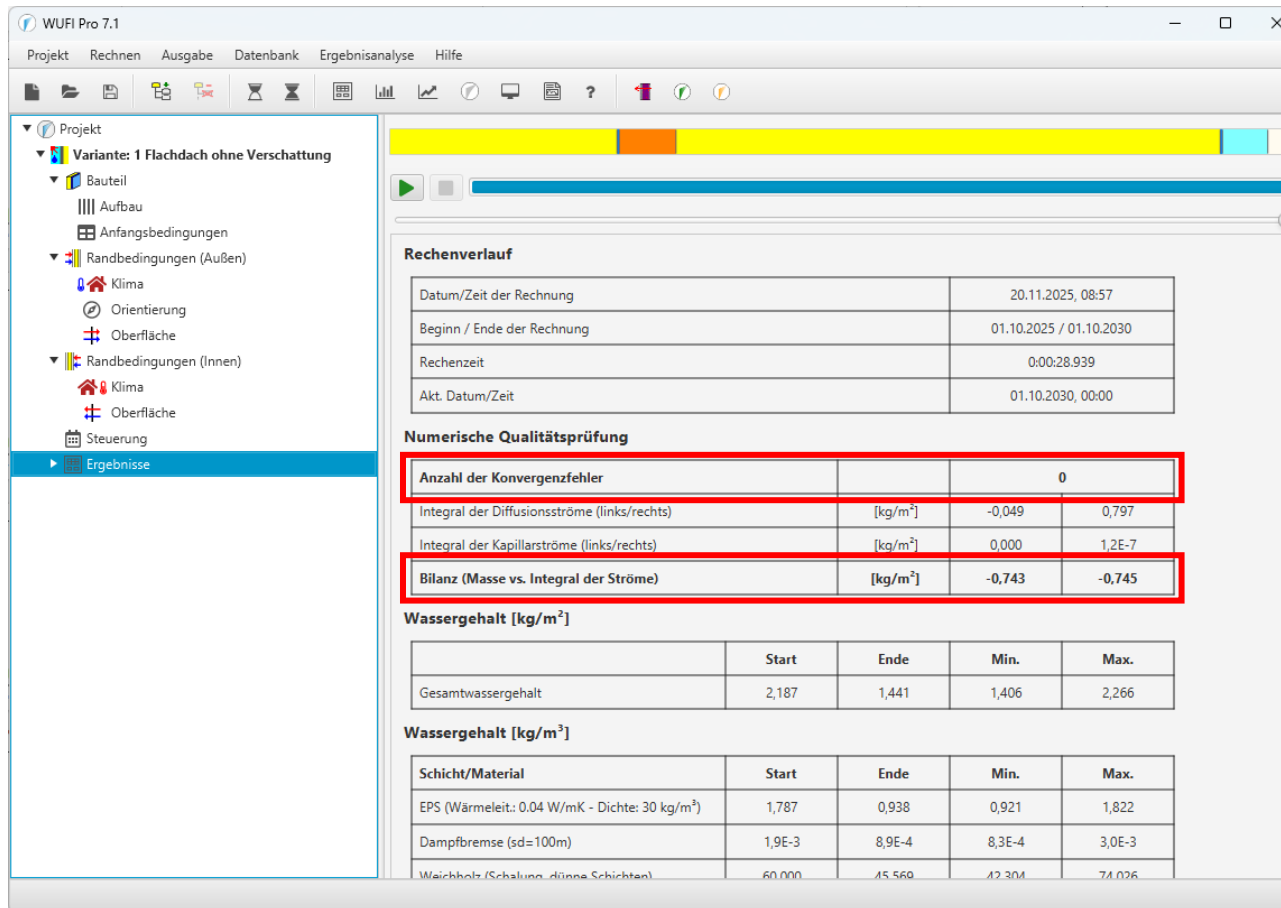 WUFI Pro 7.1
Projekt Rechnen Ausgabe Datenbank Ergebnisanalyse Hilfe
?
Projekt
Variante: 1 Flachdach ohne Verschattung
Bauteil
Aufbau
Anfangsbedingungen
Randbedingungen (Außen)
Klima
Orientierung
Oberfläche
Randbedingungen (Innen)
Klima
Oberfläche
Steuerung
Ergebnisse
Rechenverlauf
Datum/Zeit der Rechnung 20.11.2025, 08:57
Beginn / Ende der Rechnung 01.10.2025 / 01.10.2030
Rechenzeit 0:00:28.939
Akt. Datum/Zeit 01.10.2030, 00:00
Numerische Qualitätsprüfung
Anzahl der Konvergenzfehler 0
Integral der Diffusionsströme (links/rechts) [kg/m²] -0,049 0,797
Integral der Kapillarströme (links/rechts) [kg/m²] 0,000 1,2E-7
Bilanz (Masse vs. Integral der Ströme) [kg/m²] -0,743 -0,745
Wassergehalt [kg/m²]
Start Ende Min. Max.
Gesamtwassergehalt 2,187 1,441 1,406 2,266
Wassergehalt [kg/m³]
Schicht/Material Start Ende Min. Max.
EPS (Wärmeleit.: 0.04 W/mK - Dichte: 30 kg/m³) 1,787 0,938 0,921 1,822
Dampfbremse (sd=100m) 1,9E-3 8,9E-4 8,3E-4 3,0E-3
Weichholz (Schalung, dünne Schichten) 60,000 45,569 42,304 74,026